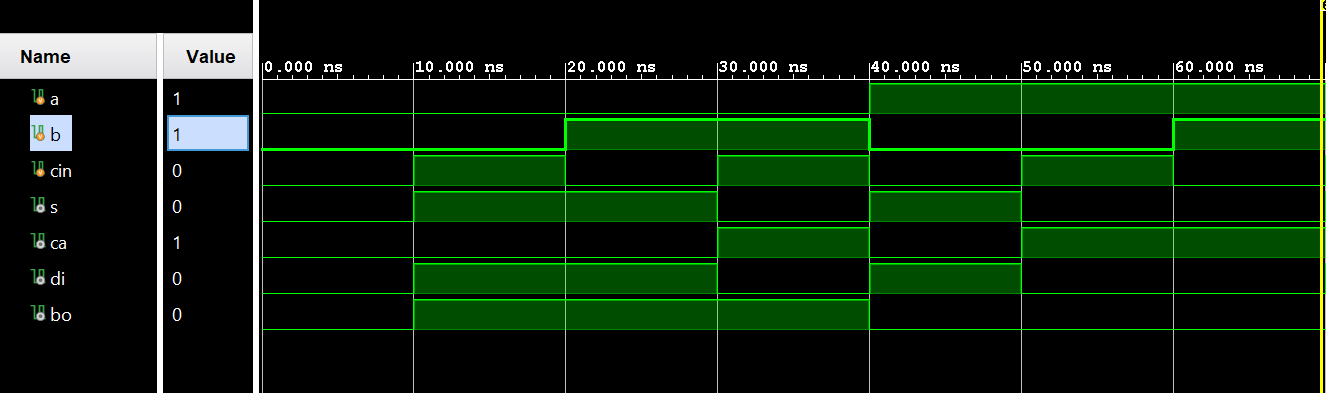 Name Value
0.000 ns 10.000 ns 20.000 ns 30.000 ns 40.000 ns 50.000 ns 60.000 ns
a 1
b 1
cin 0
s 0
ca 1
di 0
bo 0